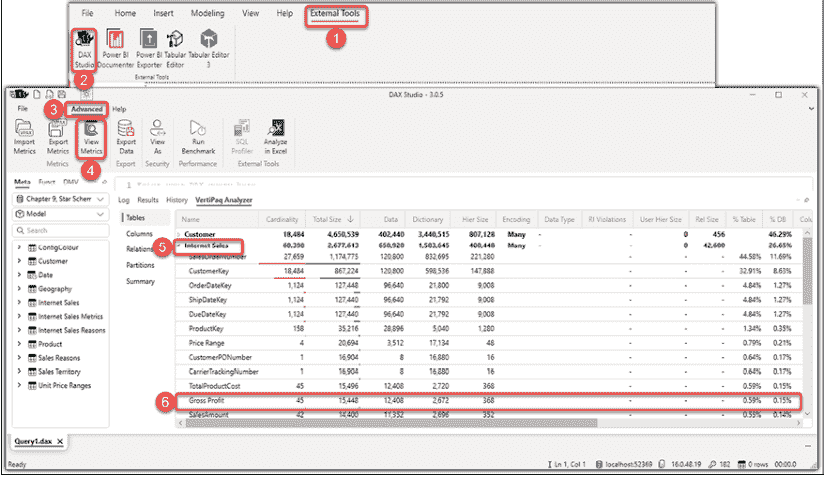 File Home Insert Modeling View Help External Tools
1
DAX Studio
Power BI Documenter
Power BI Exporter
Tabular Editor
Tabular Editor 3
2
External Tools
DAX Studio - 3.0.5
3
File Advanced Help
Import Metrics
Export Metrics
View Metrics
Export Data
View As
Run Benchmark
SQL Profiler
Analyze in Excel
4
Metrics Export Security Performance External Tools
Meta Funct DMV
1
Chapter 9, Star Schem
Model
Search
ContigColour
Customer
Data
Geography
Internet Sales
Internet Sales Metrics
Internet Sales Reasons
Product
Sales Reasons
Sales Territory
Unit Price Ranges
Log Results History VertiPaq Analyzer
Tables
Columns
Relation
Partitions
Summary
5
6
Name Cardinality Total Size Data Dictionary Hier Size Encoding Data Type RI Violations User Hier Size Rel Size % Table % DB Colu
Customer 18,484 4,650,539 402,440 3,440,515 807,128 Many - 0 456 46.29%
Internet Sales 60,398 2,677,613 Many - 0 42,600 26.65%
SalesOrderNumber 27,659 1,174,775 120,800 832,695 221,280 - - - 44.58% 11.69%
CustomerKey 18,484 867,224 120,800 598,536 147,888 - - - 32.91% 8.63%
OrderDateKey 1,124 127,448 96,640 21,800 9,008 - - - 4.84% 1.27%
ShipDateKey 1,124 127,440 96,640 21,792 9,008 - - - 4.84% 1.27%
DueDateKey 1,124 127,440 96,640 21,792 9,008 - - - 4.84% 1.27%
ProductKey 158 35,216 28,896 5,040 1,280 - - - 1.34% 0.35%
Price Range 4 20,694 3,512 17,134 48 - - - 0.79% 0.21%
CustomerPONumber 1 16,904 8 16,880 16 - - - 0.64% 0.17%
CarrierTrackingNumber 1 16,904 8 16,880 16 - - - 0.64% 0.17%
TotalProductCost 45 15,496 12,408 2,720 368 - - - 0.59% 0.15%
Gross Profit 45 15,448 12,408 2,672 368 - - - 0.59% 0.15%
SalesAmount 42 14,400 11,352 2,696 352 - - - 0.55% 0.14%
Query1.dax
Ready
Ln 1, Col 1 localhost:52369 16.0.48.19 182 0 rows 00:00.0